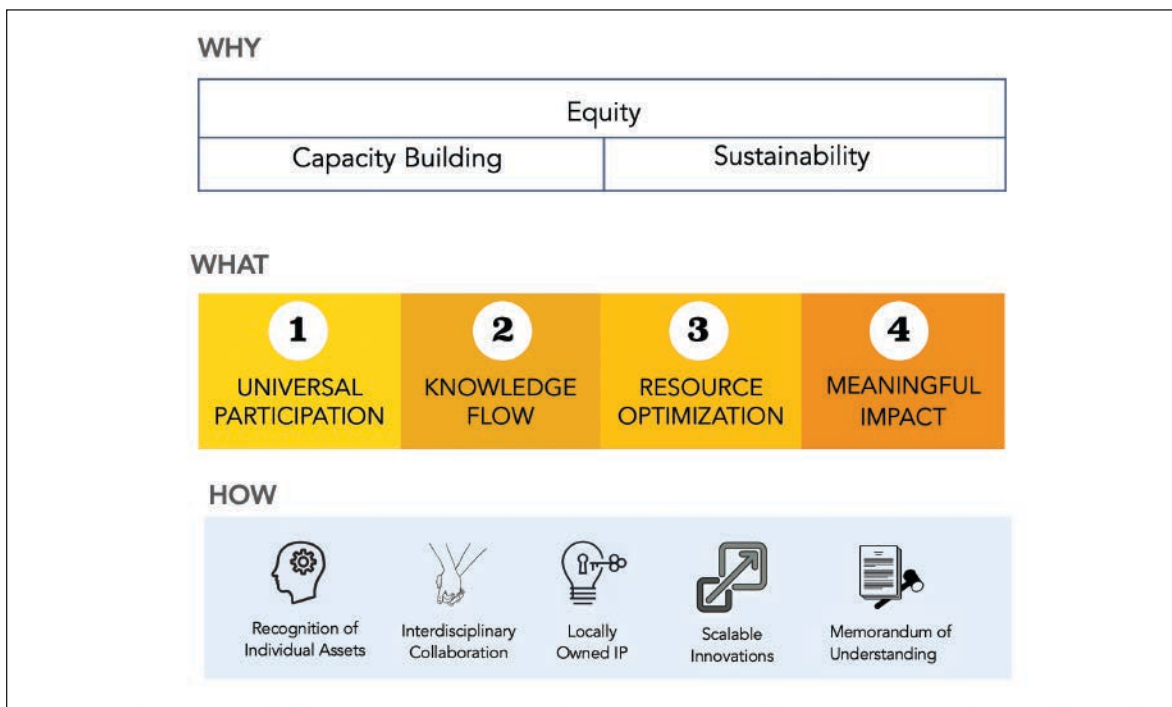 WHY
Equity
Capacity Building
Sustainability
WHAT
1
UNIVERSAL
PARTICIPATION
2
KNOWLEDGE
FLOW
3
RESOURCE
OPTIMIZATION
4
MEANINGFUL
IMPACT
HOW
Recognition of
Individual Assets
Interdisciplinary
Collaboration
Locally
Owned IP
Scalable
Innovations
Memorandum of
Understanding